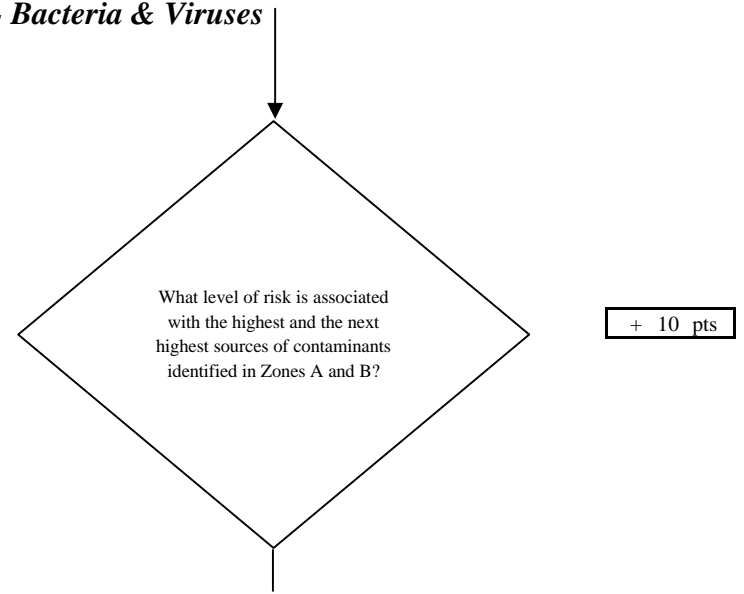 - Bacteria & Viruses
What level of risk is associated
with the highest and the next
highest sources of contaminants
identified in Zones A and B?
+ 10 pts